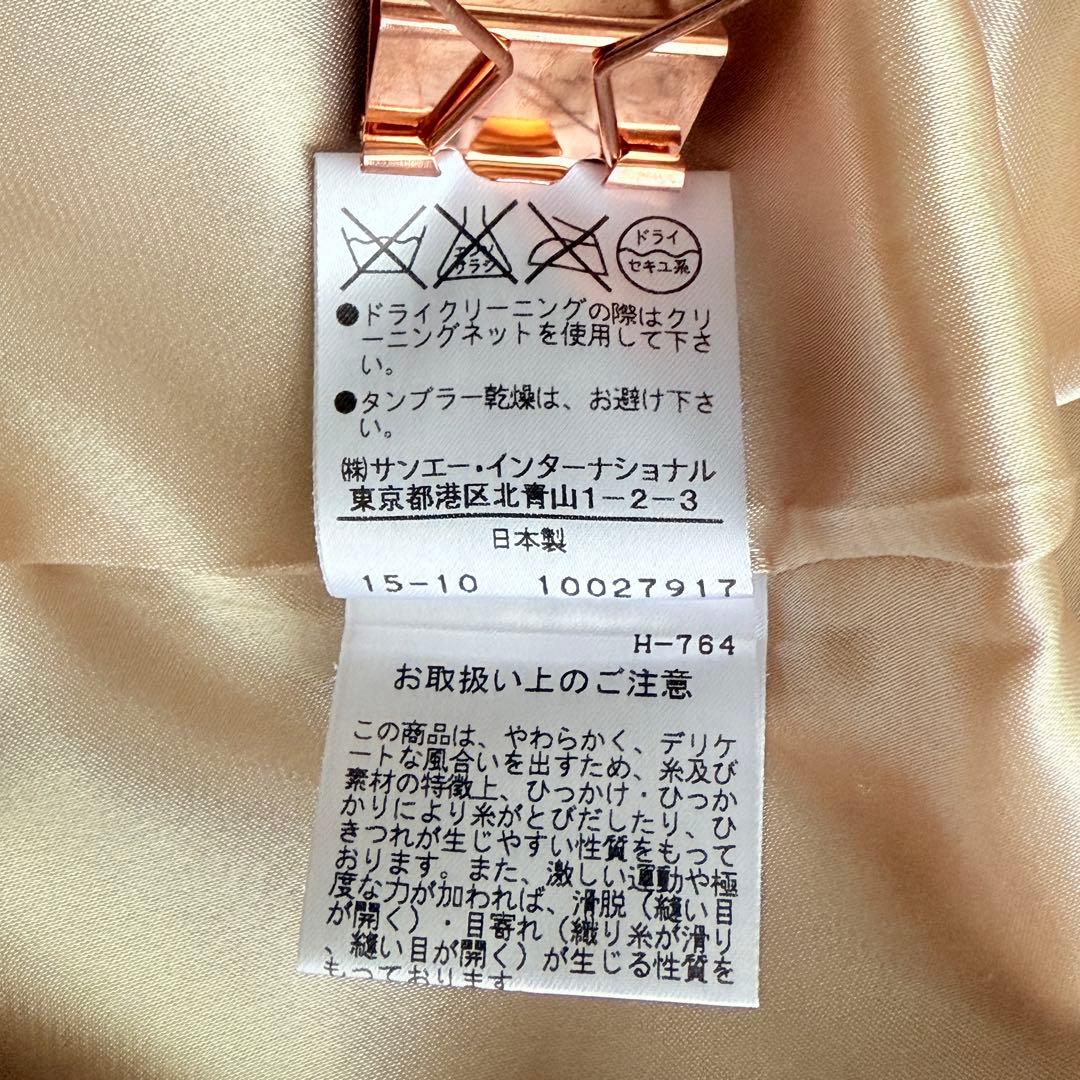 エンソ
サラシ
ドライ
セキユ系
●ドライクリーニングの際はクリ
ーニングネットを使用して下さ
い。
●タンブラー乾燥は、お避け下さ
い。
㈱サンエー・インターナショナル
東京都港区北青山1-2-3
日本製
15-10 10027917
H-764
お取扱い上のご注意
この商品は、やわらかく、デリケ
ートな風合いを出すため、糸及び
素材の特徴上、ひっかけ・ひっか
かりにより糸がとびだしたり、ひ
きつれが生じやすい性質をもって
おります。また、激しい運動や極
度な力が加われば、滑脱(縫い目
が開く)・目寄れ(織り糸が滑り
、縫い目が開く)が生じる性質を
もっております